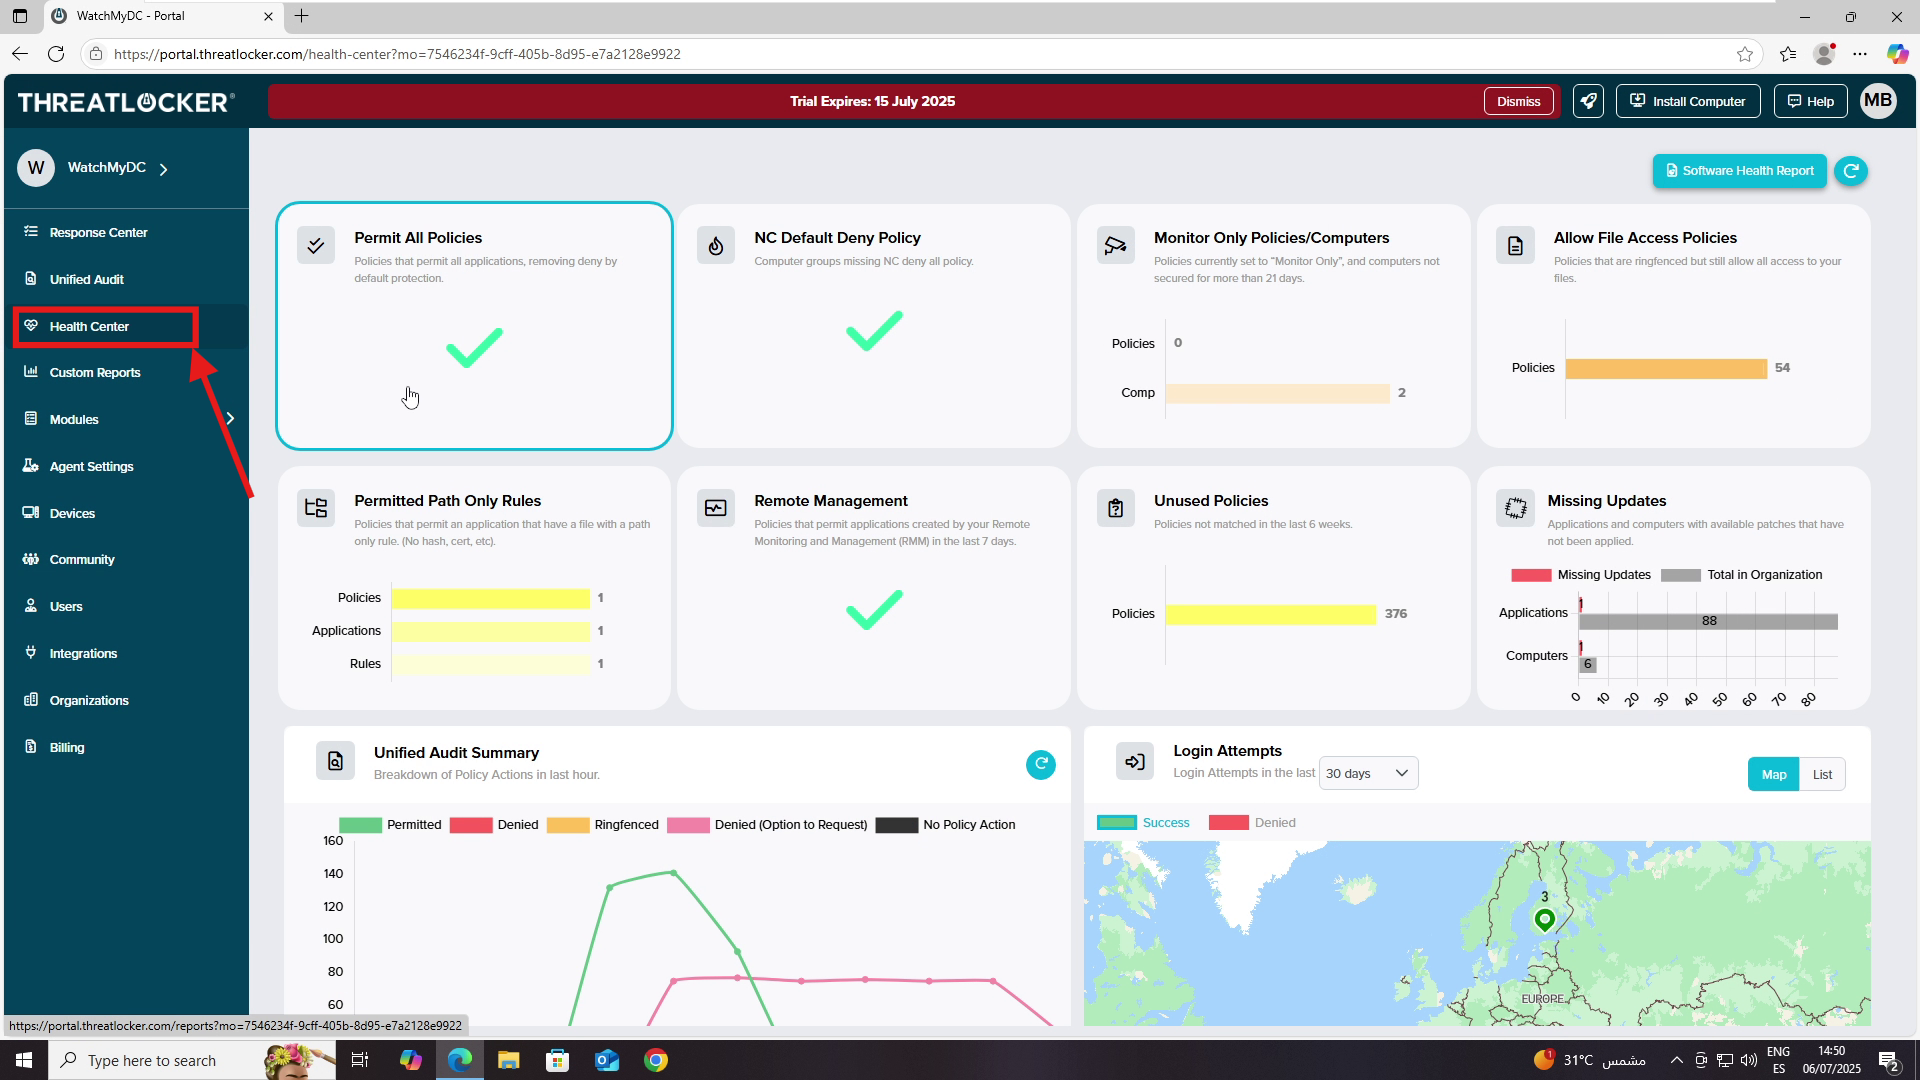 WatchMyDC - Portal
https://portal.threatlocker.com/health-center?mo=7546234f-9cff-405b-8d95-e7a2128e9922
THREATLOCKER®
Trial Expires: 15 July 2025
Dismiss
Install Computer
Help
MB
W
WatchMyDC
Software Health Report
Response Center
Unified Audit
Health Center
Custom Reports
Modules
Agent Settings
Devices
Community
Users
Integrations
Organizations
Billing
Permit All Policies
Policies that permit all applications, removing deny by
default protection.
NC Default Deny Policy
Computer groups missing NC deny all policy.
Monitor Only Policies/Computers
Policies currently set to “Monitor Only”, and computers not
secured for more than 21 days.
Policies
0
Comp
2
Allow File Access Policies
Policies that are ringfenced but still allow all access to your
files.
Policies
54
Permitted Path Only Rules
Policies that permit an application that have a file with a path
only rule. (No hash, cert, etc).
Policies
1
Applications
1
Rules
1
Remote Management
Policies that permit applications created by your Remote
Monitoring and Management (RMM) in the last 7 days.
Unused Policies
Policies not matched in the last 6 weeks.
Policies
376
Missing Updates
Applications and computers with available patches that have
not been applied.
Missing Updates
Total in Organization
Applications
1
88
Computers
1
6
0 10 20 30 40 50 60 70 80
Unified Audit Summary
Breakdown of Policy Actions in last hour.
Permitted
Denied
Ringfenced
Denied (Option to Request)
No Policy Action
160
140
120
100
80
60
Login Attempts
Login Attempts in the last
30 days
Map
List
Success
Denied
3
EUROPE
https://portal.threatlocker.com/reports?mo=7546234f-9cff-405b-8d95-e7a2128e9922
Type here to search
1
31°C مشمس
ENG
ES
14:50
06/07/2025
2